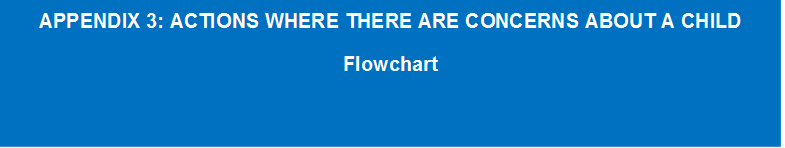 APPENDIX 3: ACTIONS WHERE THERE ARE CONCERNS ABOUT A CHILD
Flowchart